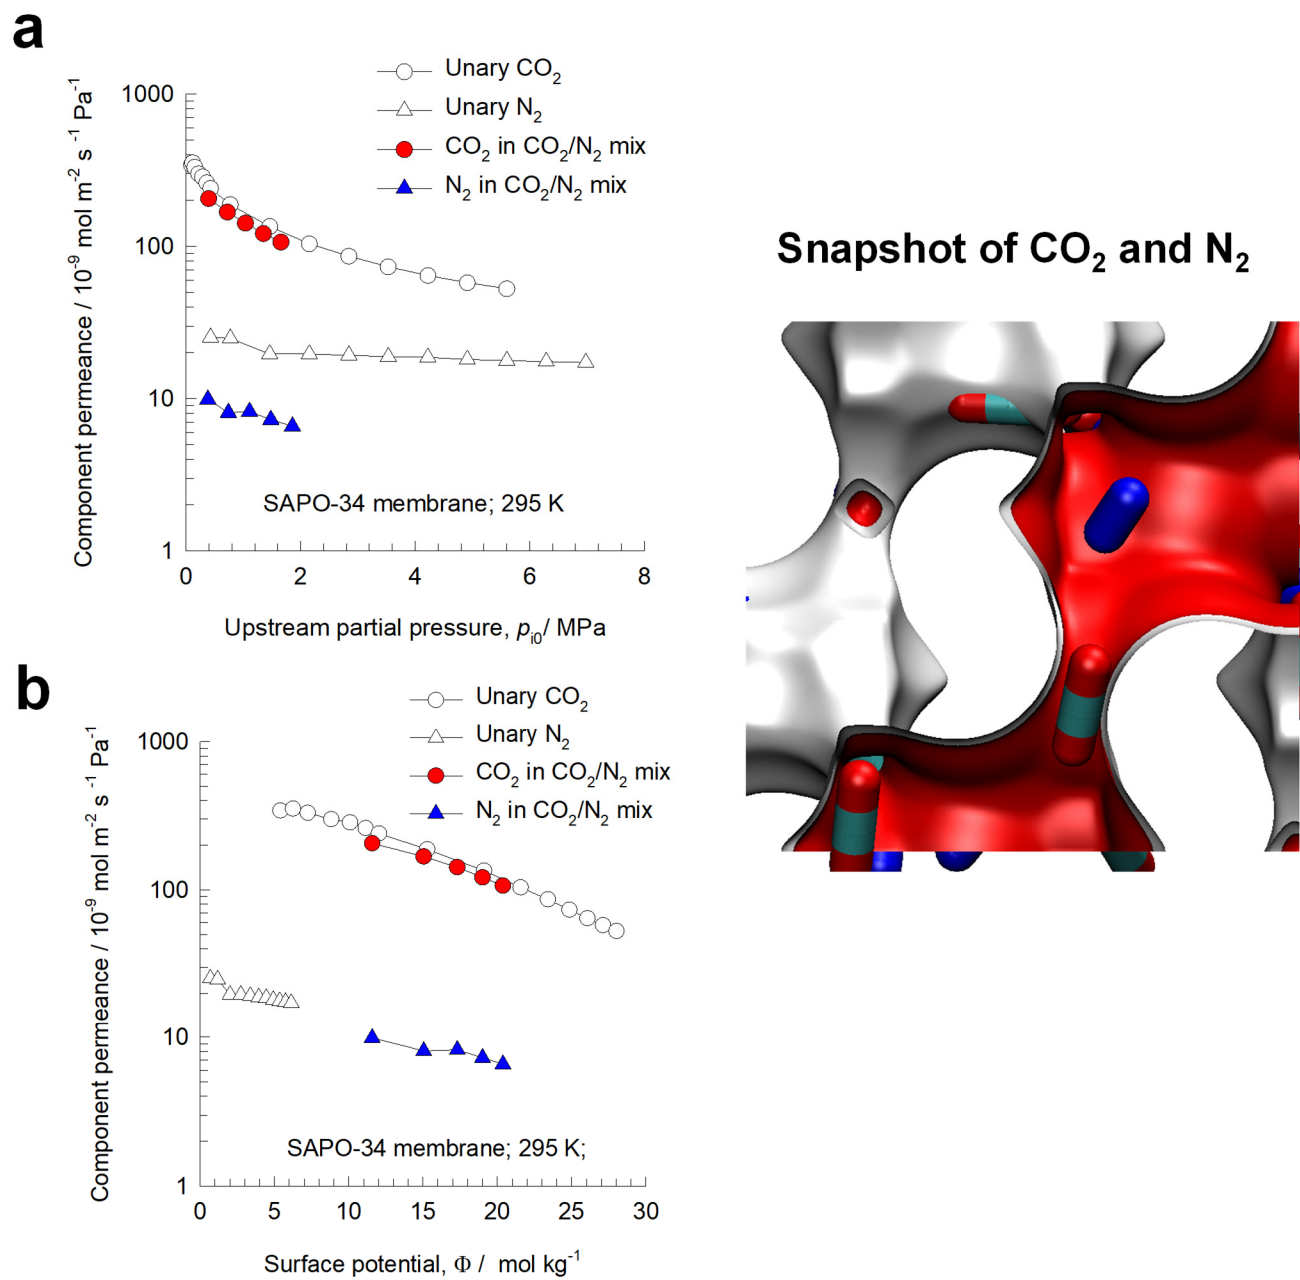 a
Unary CO₂
Unary N₂
CO₂ in CO₂/N₂ mix
N₂ in CO₂/N₂ mix
Component permeance / 10⁻⁹ mol m⁻² s ⁻¹ Pa⁻¹
1000
100
10
1
SAPO-34 membrane; 295 K
0 2 4 6 8
Upstream partial pressure, pᵢ₀/ MPa
Snapshot of CO₂ and N₂
b
Unary CO₂
Unary N₂
CO₂ in CO₂/N₂ mix
N₂ in CO₂/N₂ mix
Component permeance / 10⁻⁹ mol m⁻² s ⁻¹ Pa⁻¹
1000
100
10
1
SAPO-34 membrane; 295 K;
0 5 10 15 20 25 30
Surface potential, Φ / mol kg⁻¹